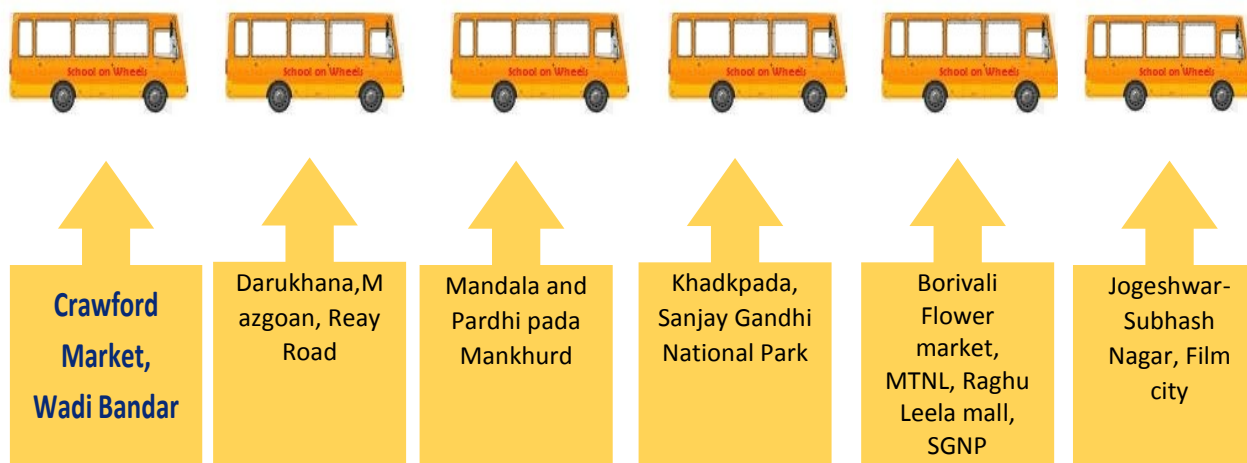 School on Wheels
School on Wheels
School on Wheels
School on Wheels
School on Wheels
School on Wheels
Crawford
Market,
Wadi Bandar
Darukhana,M
azgoan, Reay
Road
Mandala and
Pardhi pada
Mankhurd
Khadkpada,
Sanjay Gandhi
National Park
Borivali
Flower
market,
MTNL, Raghu
Leela mall,
SGNP
Jogeshwar-
Subhash
Nagar, Film
city